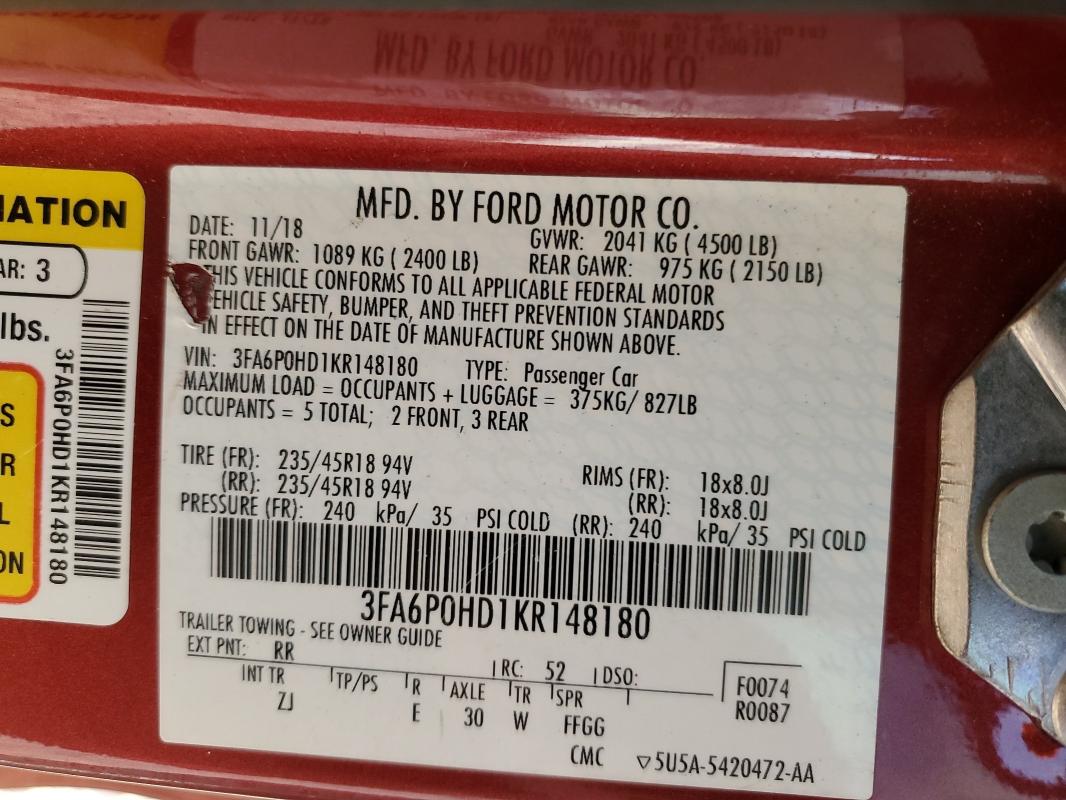 MFD. BY FORD MOTOR CO.
DATE: 11/18
GVWR: 2041 KG ( 4500 LB)
FRONT GAWR: 1089 KG ( 2400 LB)
REAR GAWR: 975 KG ( 2150 LB)
THIS VEHICLE CONFORMS TO ALL APPLICABLE FEDERAL MOTOR
VEHICLE SAFETY, BUMPER, AND THEFT PREVENTION STANDARDS
IN EFFECT ON THE DATE OF MANUFACTURE SHOWN ABOVE.
VIN: 3FA6P0HD1KR148180 TYPE: Passenger Car
MAXIMUM LOAD = OCCUPANTS + LUGGAGE = 375KG/ 827LB
OCCUPANTS = 5 TOTAL; 2 FRONT, 3 REAR
TIRE (FR): 235/45R18 94V RIMS (FR): 18x8.0J
(RR): 235/45R18 94V (RR): 18x8.0J
PRESSURE (FR): 240 kPa/ 35 PSI COLD (RR): 240 kPa/ 35 PSI COLD
3FA6P0HD1KR148180
TRAILER TOWING - SEE OWNER GUIDE
EXT PNT: RR RC: 52 DSO:
INT TR TP/PS R AXLE TR SPR
ZJ E 30 W FFGG
CMC
F0074
R0087
▽5U5A-5420472-AA
IATION
AR: 3
lbs.
3FA6P0HD1KR148180
S
R
L
ON